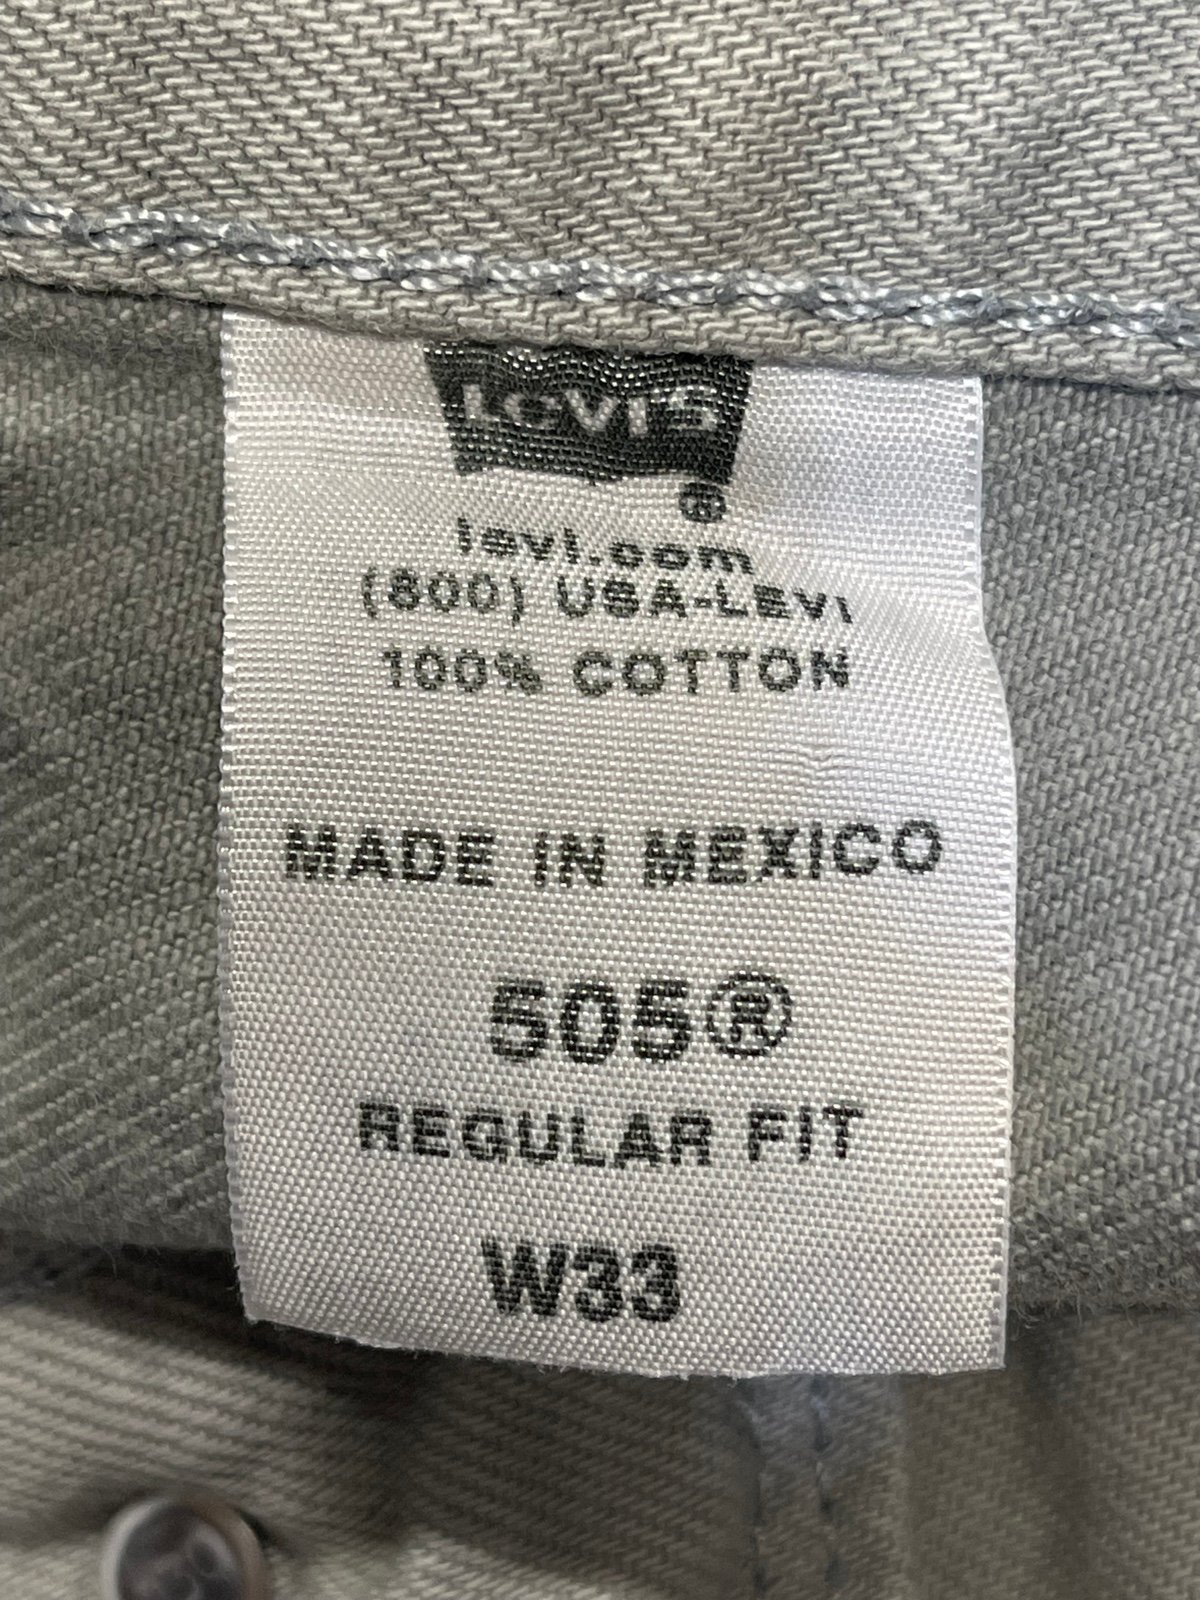 Levi's
®
levi.com
(800) USA-LEVI
100% COTTON
MADE IN MEXICO
505®
REGULAR FIT
W33